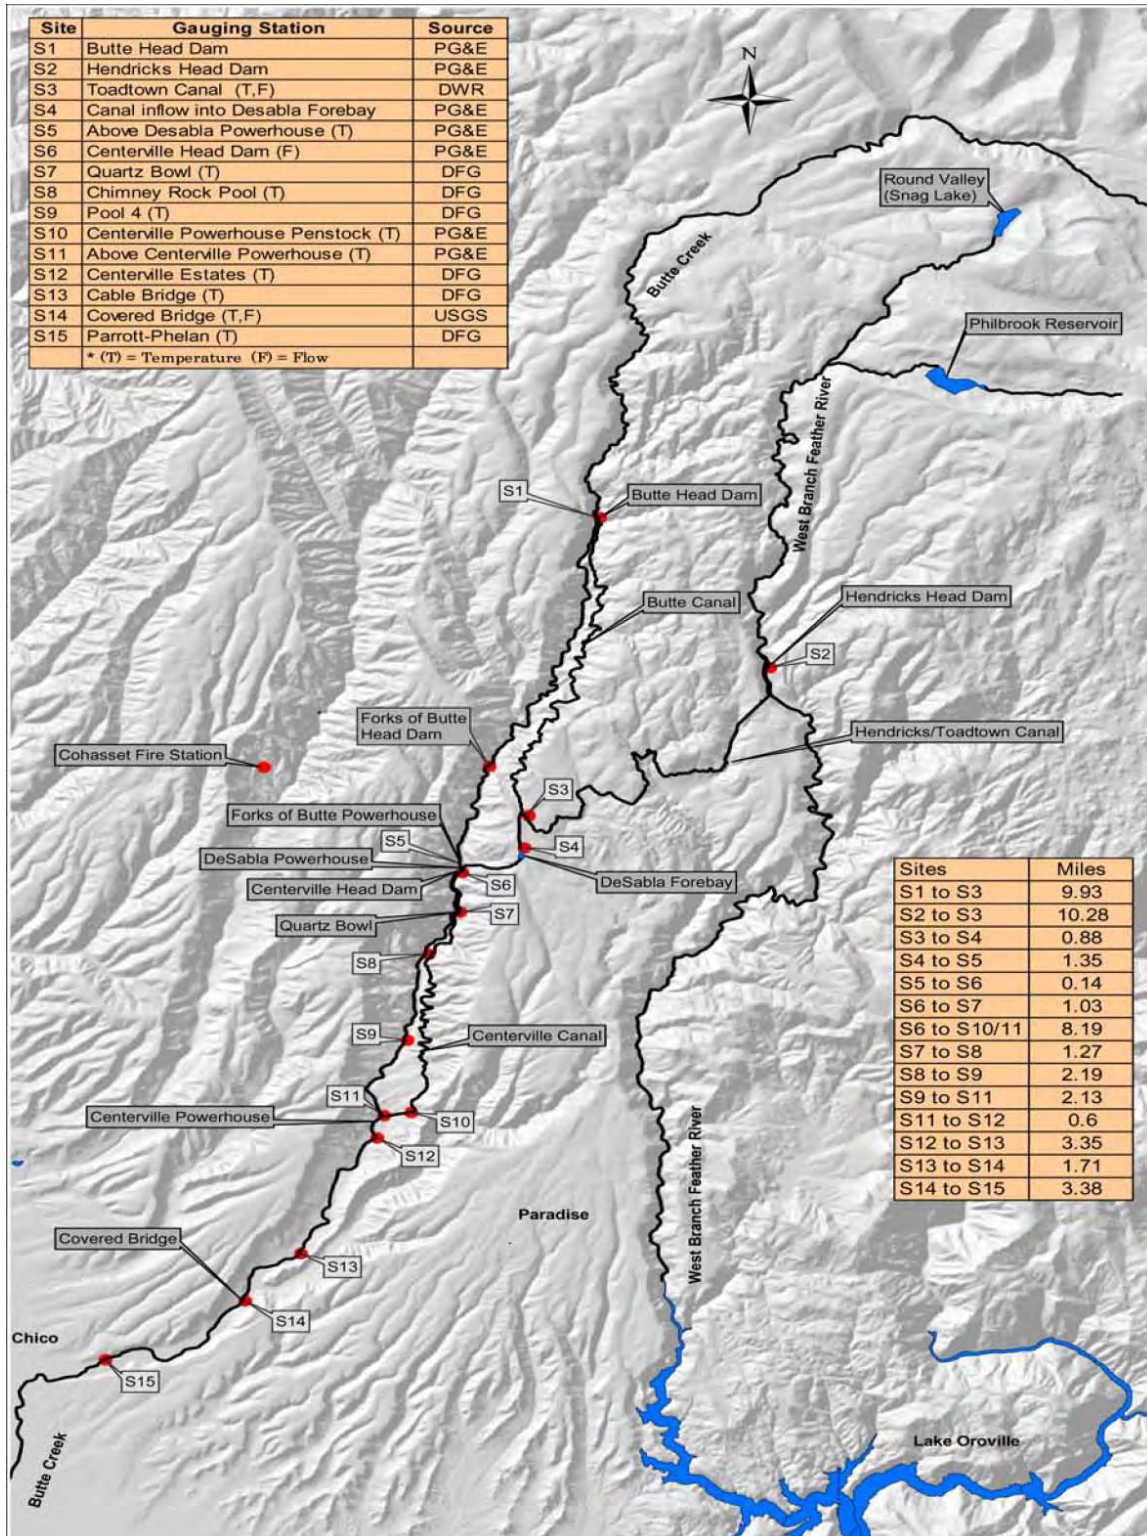 Site Gauging Station Source
S1 Butte Head Dam PG&E
S2 Hendricks Head Dam PG&E
S3 Toadtown Canal (T,F) DWR
S4 Canal inflow into Desabla Forebay PG&E
S5 Above Desabla Powerhouse (T) PG&E
S6 Centerville Head Dam (F) PG&E
S7 Quartz Bowl (T) DFG
S8 Chimney Rock Pool (T) DFG
S9 Pool 4 (T) DFG
S10 Centerville Powerhouse Penstock (T) PG&E
S11 Above Centerville Powerhouse (T) PG&E
S12 Centerville Estates (T) DFG
S13 Cable Bridge (T) DFG
S14 Covered Bridge (T,F) USGS
S15 Parrott-Phelan (T) DFG
* (T) = Temperature (F) = Flow
N
Round Valley
(Snag Lake)
Butte Creek
Philbrook Reservoir
West Branch Feather River
S1
Butte Head Dam
Butte Canal
Hendricks Head Dam
S2
Forks of Butte
Head Dam
Hendricks/Toadtown Canal
Cohasset Fire Station
S3
Forks of Butte Powerhouse
S5
S4
DeSabla Powerhouse
DeSabla Forebay
Centerville Head Dam
S6
S7
Quartz Bowl
S8
Sites Miles
S1 to S3 9.93
S2 to S3 10.28
S3 to S4 0.88
S4 to S5 1.35
S5 to S6 0.14
S6 to S7 1.03
S6 to S10/11 8.19
S7 to S8 1.27
S8 to S9 2.19
S9 to S11 2.13
S11 to S12 0.6
S12 to S13 3.35
S13 to S14 1.71
S14 to S15 3.38
S9
Centerville Canal
S11
Centerville Powerhouse
S10
S12
West Branch Feather River
Paradise
Covered Bridge
S13
S14
Chico
S15
Lake Oroville
Butte Creek